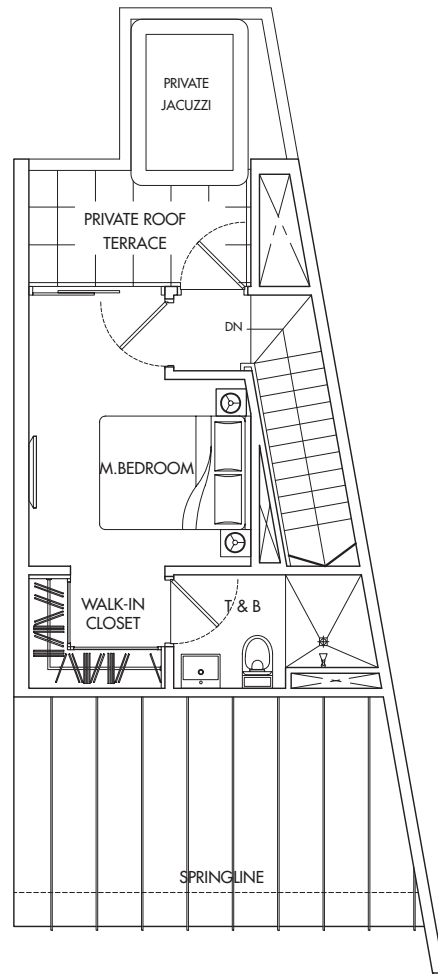 PRIVATE
JACUZZI
PRIVATE ROOF
TERRACE
DN
M.BEDROOM
WALK-IN
CLOSET
T & B
SPRINGLINE